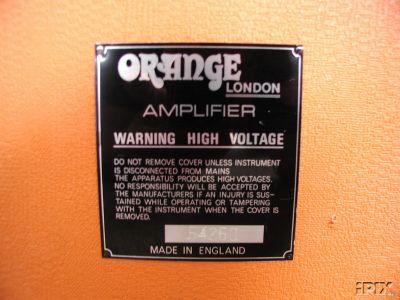 ORANGE
LONDON
AMPLIFIER
WARNING HIGH VOLTAGE
DO NOT REMOVE COVER UNLESS INSTRUMENT
IS DISCONNECTED FROM MAINS
THE APPARATUS PRODUCES HIGH VOLTAGES.
NO RESPONSIBILITY WILL BE ACCEPTED BY
THE MANUFACTURERS IF AN INJURY IS SUS-
TAINED WHILE OPERATING OR TAMPERING
WITH THE INSTRUMENT WHEN THE COVER IS
REMOVED.
MADE IN ENGLAND
iPIX